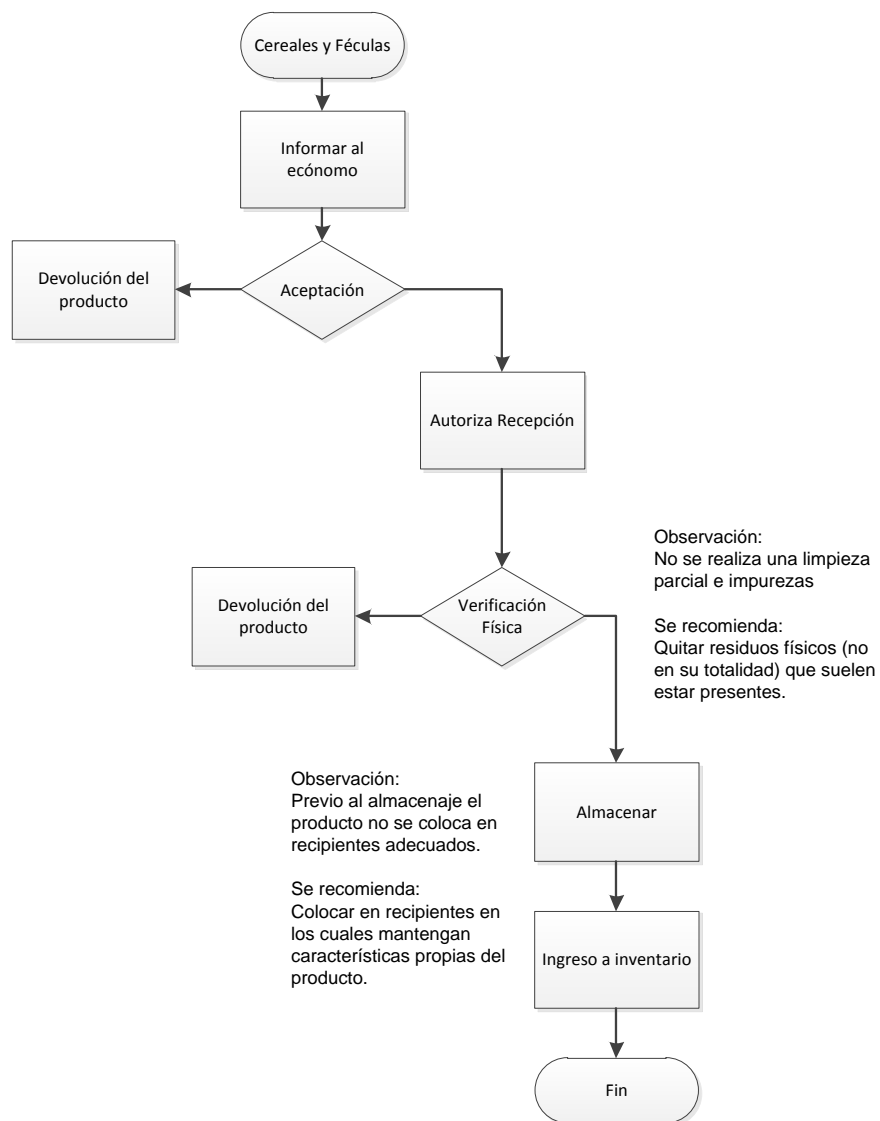 Cereales y Féculas
Informar al
ecónomo
Devolución del
producto
Aceptación
Autoriza Recepción
Observación:
No se realiza una limpieza
parcial e impurezas
Se recomienda:
Quitar residuos físicos (no
en su totalidad) que suelen
estar presentes.
Devolución del
producto
Verificación
Física
Observación:
Previo al almacenaje el
producto no se coloca en
recipientes adecuados.
Se recomienda:
Colocar en recipientes en
los cuales mantengan
características propias del
producto.
Almacenar
Ingreso a inventario
Fin